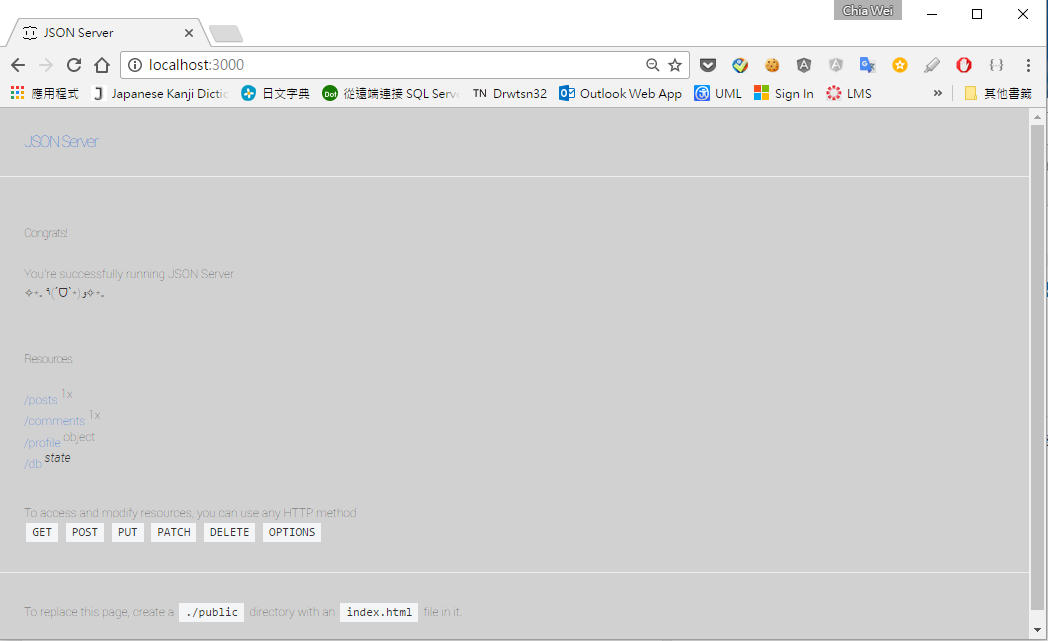 Chia Wei
JSON Server
localhost:3000
應用程式 Japanese Kanji Dictic 日文字典 Dot 從遠端連接 SQL Serve TN Drwtsn32 Outlook Web App UML Sign In LMS » 其他書籤
JSON Server
Congrats!
You're successfully running JSON Server
✧*｡٩(ˊᗜˋ*)و✧*｡
Resources
/posts 1x
/comments 1x
/profile object
/db state
To access and modify resources, you can use any HTTP method
GET POST PUT PATCH DELETE OPTIONS
To replace this page, create a ./public directory with an index.html file in it.